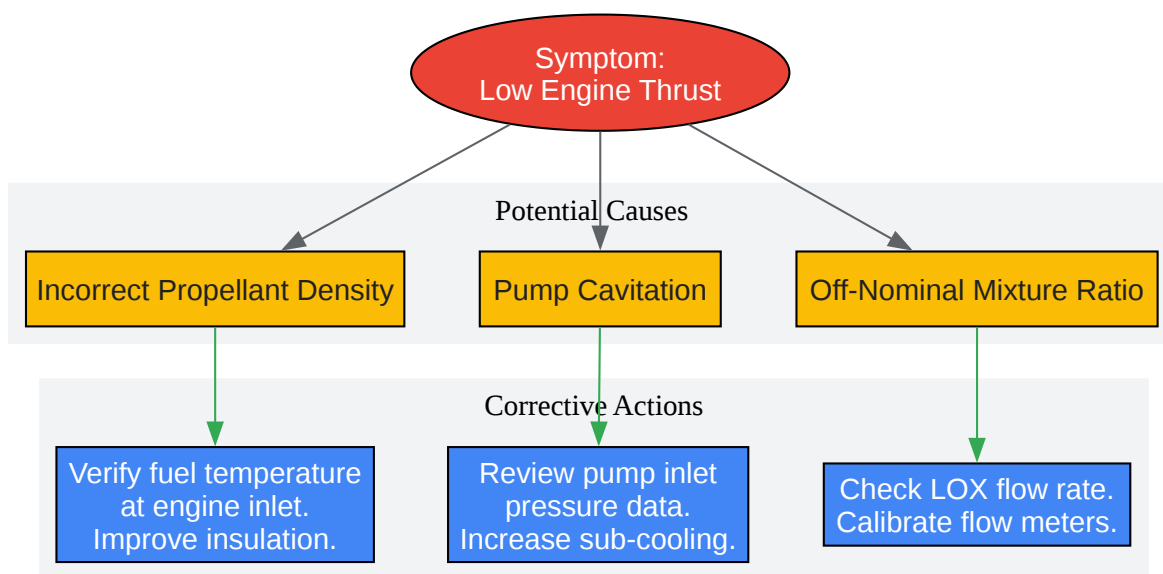 Symptom:
Low Engine Thrust
Potential Causes
Incorrect Propellant Density
Pump Cavitation
Off-Nominal Mixture Ratio
Corrective Actions
Verify fuel temperature
at engine inlet.
Improve insulation.
Review pump inlet
pressure data.
Increase sub-cooling.
Check LOX flow rate.
Calibrate flow meters.